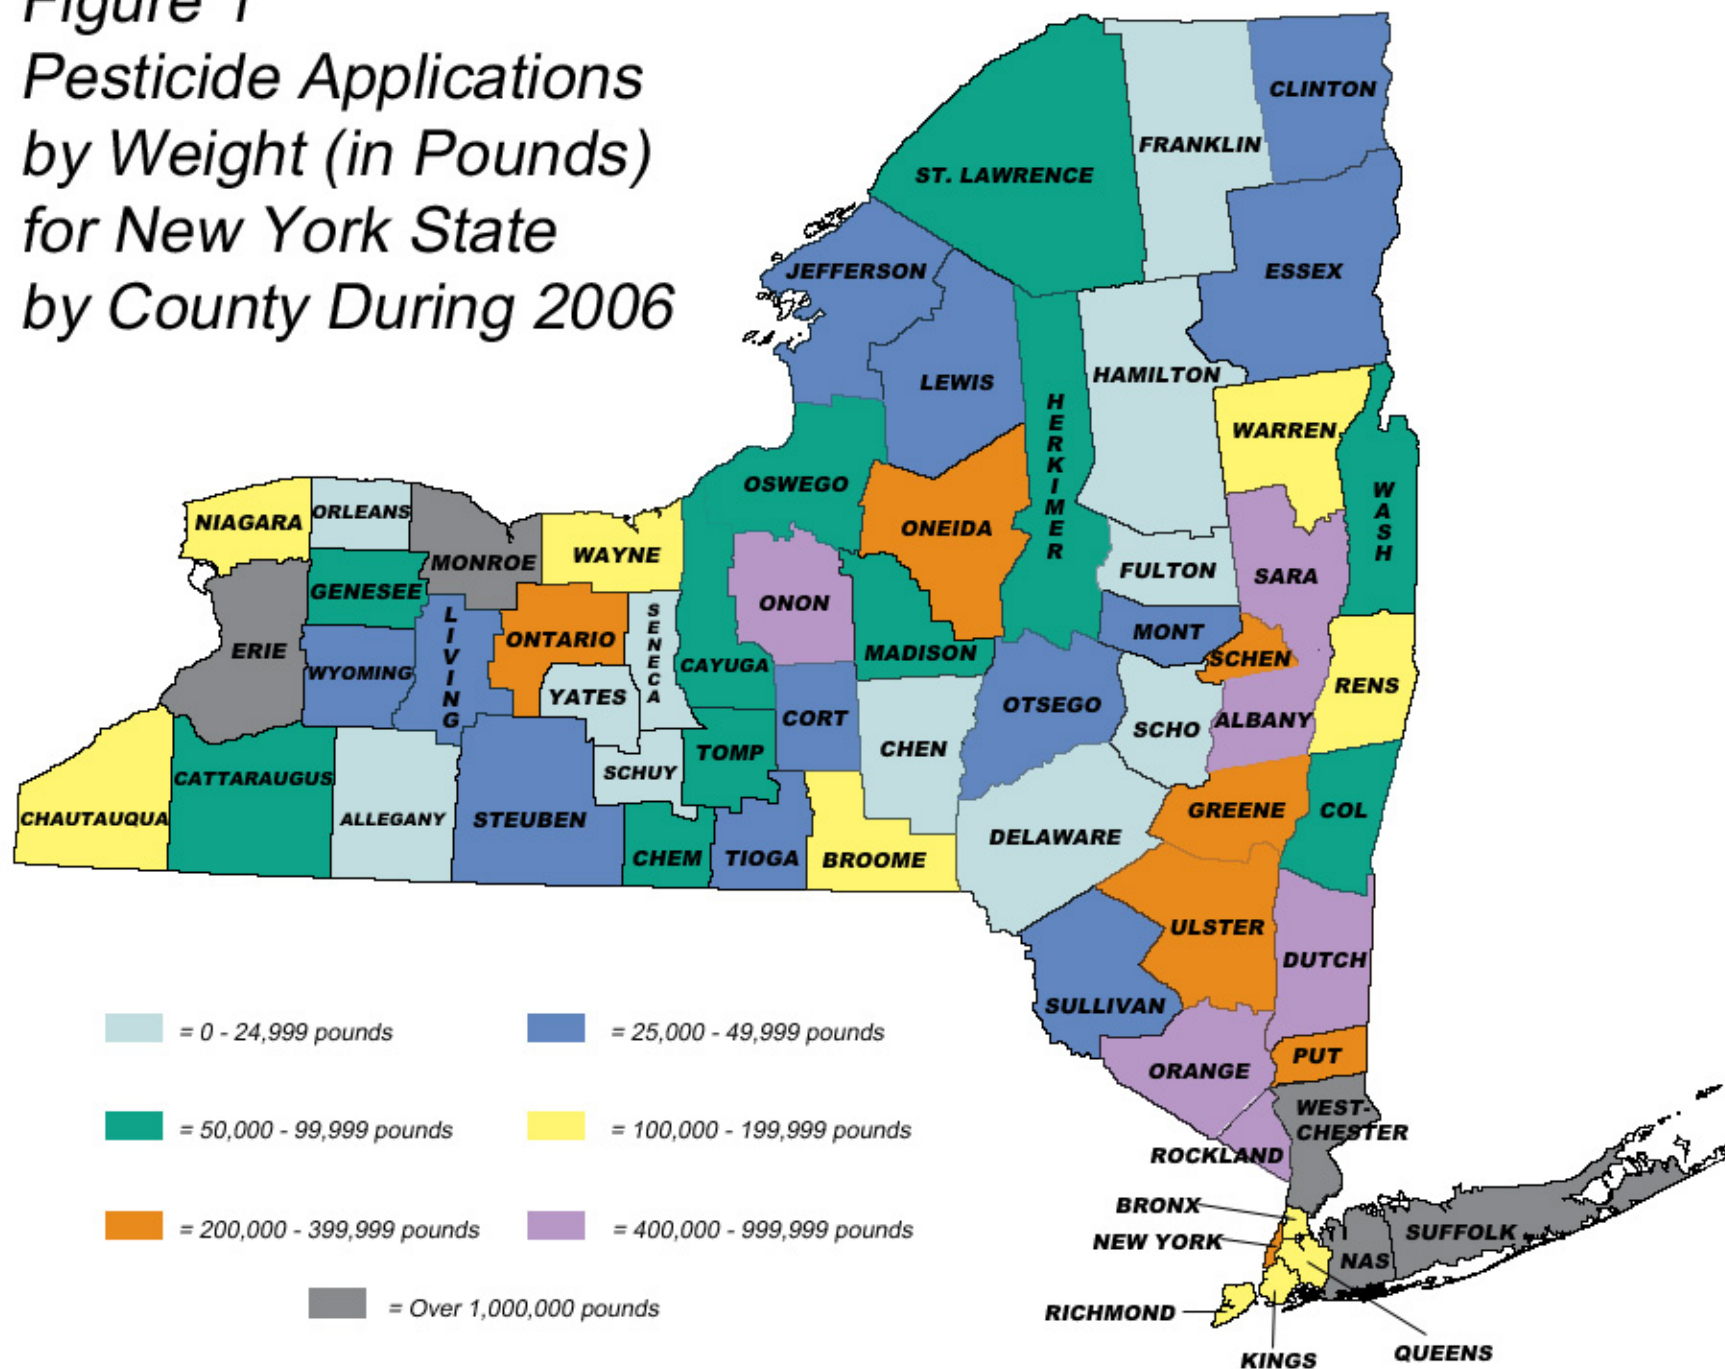 Figure 1
Pesticide Applications
by Weight (in Pounds)
for New York State
by County During 2006
CLINTON
FRANKLIN
ST. LAWRENCE
JEFFERSON
ESSEX
LEWIS
HAMILTON
HERKIMER
WARREN
OSWEGO
WASH
ONEIDA
NIAGARA
ORLEANS
MONROE
WAYNE
FULTON
SARA
GENESEE
ONON
LIVING
ONTARIO
SENECA
MONT
ERIE
WYOMING
CAYUGA
MADISON
SCHEN
YATES
RENS
OTSEGO
CORT
SCHO
ALBANY
CHEN
TOMP
SCHUY
CATTARAUGUS
CHAUTAUQUA
ALLEGANY
STEUBEN
GREENE
COL
DELAWARE
CHEM
TIOGA
BROOME
ULSTER
DUTCH
SULLIVAN
= 0 - 24,999 pounds
= 25,000 - 49,999 pounds
PUT
ORANGE
WEST-
CHESTER
= 50,000 - 99,999 pounds
= 100,000 - 199,999 pounds
ROCKLAND
BRONX
= 200,000 - 399,999 pounds
= 400,000 - 999,999 pounds
NEW YORK
SUFFOLK
NAS
= Over 1,000,000 pounds
RICHMOND
KINGS
QUEENS